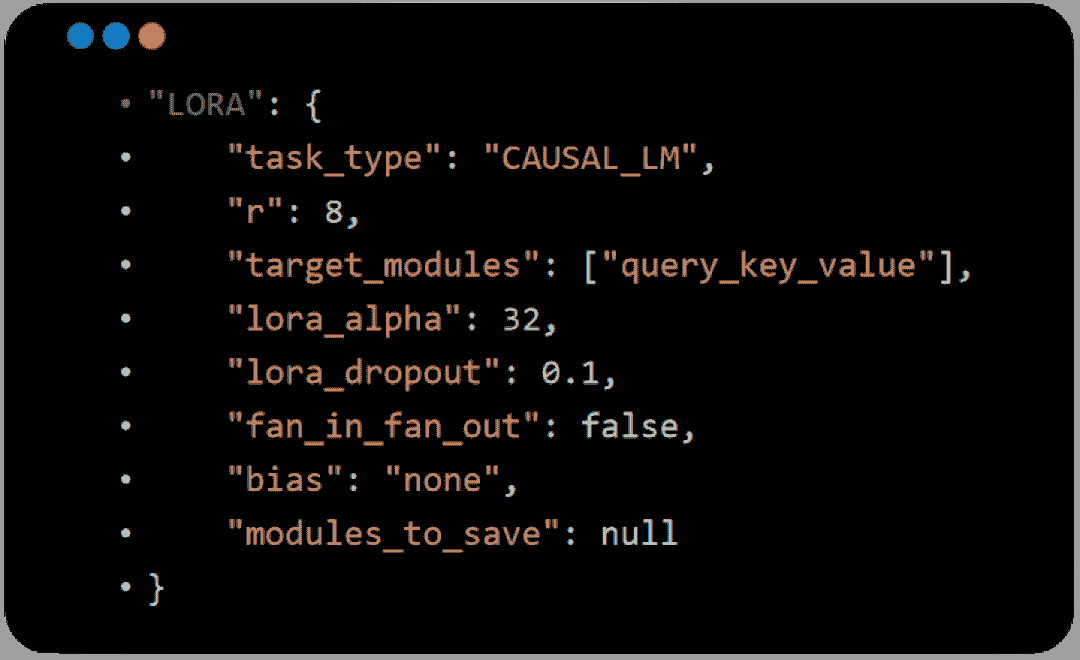 • "LORA": {
•     "task_type": "CAUSAL_LM",
•     "r": 8,
•     "target_modules": ["query_key_value"],
•     "lora_alpha": 32,
•     "lora_dropout": 0.1,
•     "fan_in_fan_out": false,
•     "bias": "none",
•     "modules_to_save": null
• }